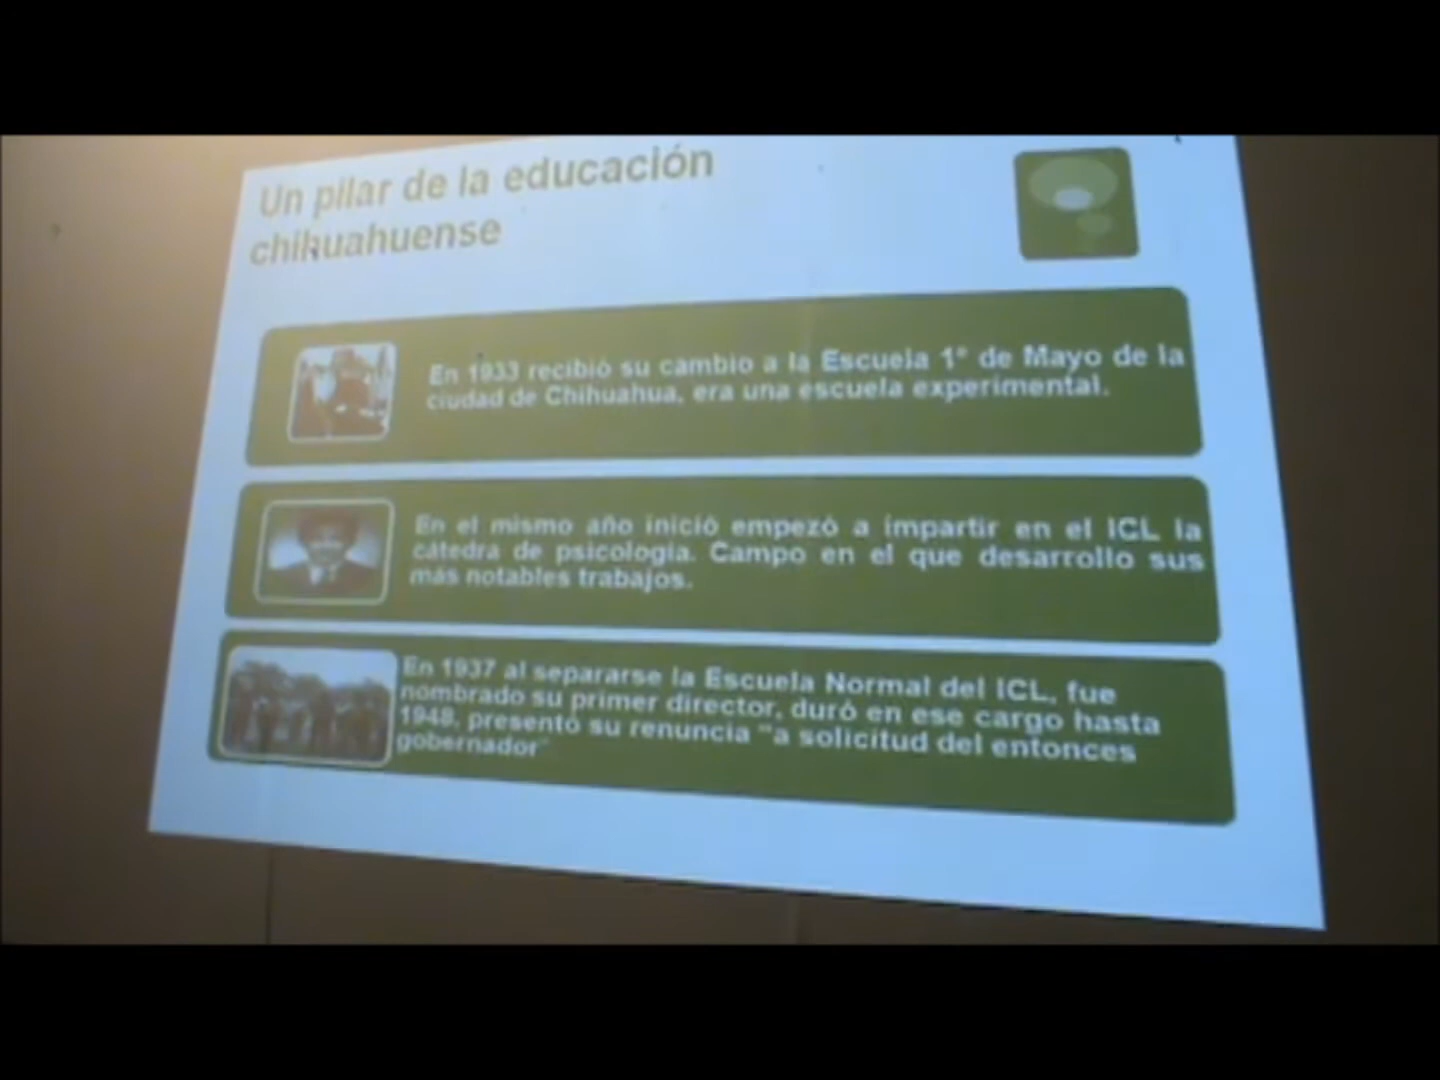 Un pilar de la educación
chihuahuense
En 1933 recibió su cambio a la Escuela 1° de Mayo de la
ciudad de Chihuahua, era una escuela experimental.
En el mismo año inició empezó a impartir en el ICL la
cátedra de psicología. Campo en el que desarrollo sus
más notables trabajos.
En 1937 al separarse la Escuela Normal del ICL, fue
nombrado su primer director, duró en ese cargo hasta
1948, presentó su renuncia "a solicitud del entonces
gobernador"